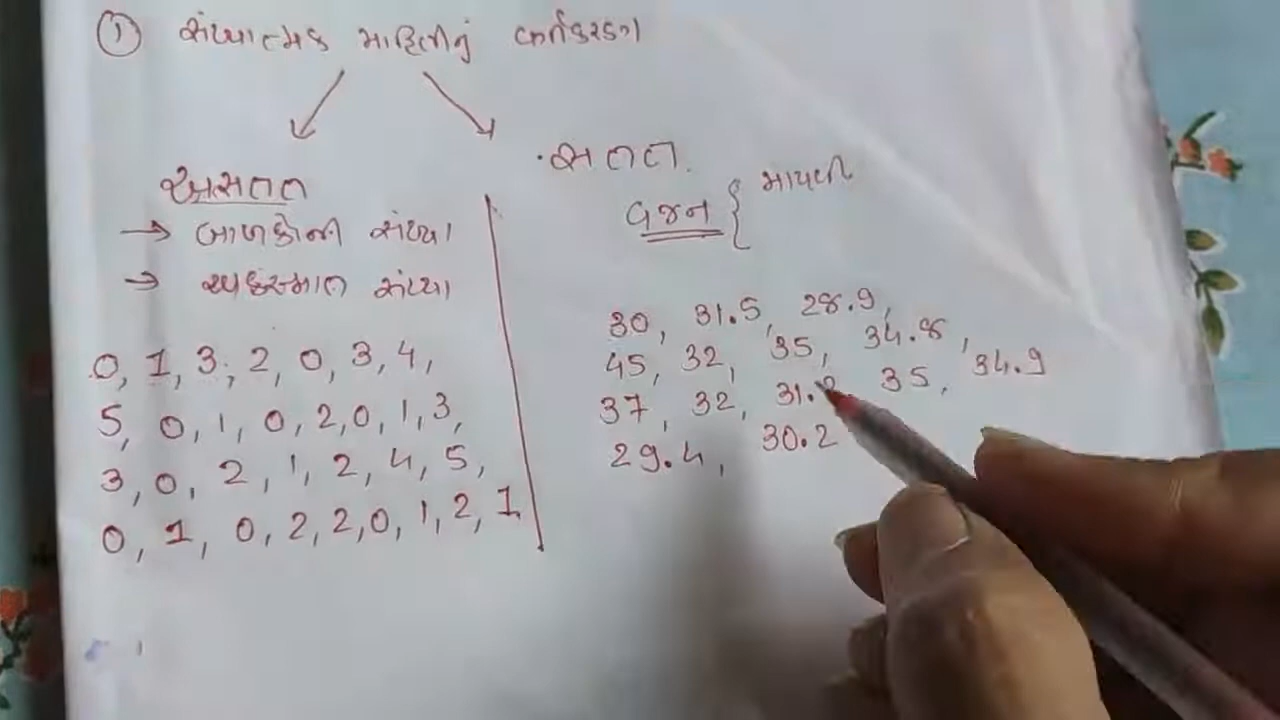 ① સંખ્યાત્મક માહિતીનું વર્ગીકરણ
અસતત
→ બાળકોની સંખ્યા
→ અકસ્માત સંખ્યા
0, 1, 3, 2, 0, 3, 4,
5, 0, 1, 0, 2, 0, 1, 3,
3, 0, 2, 1, 2, 4, 5,
0, 1, 0, 2, 2, 0, 1, 2, 1
સતત
વજન { માપણી
30, 31.5, 28.9,
45, 32, 35, 34.8,
37, 32, 35, 34.9
29.4, 30.2